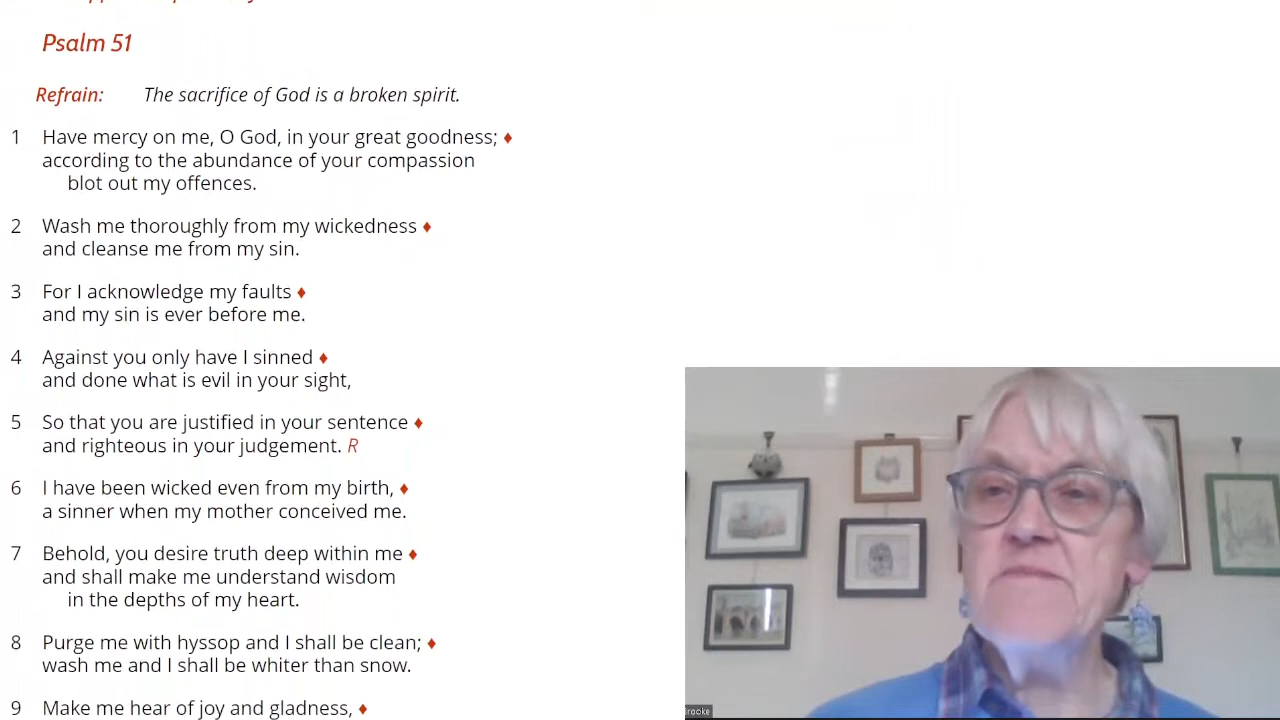 Psalm 51
Refrain: The sacrifice of God is a broken spirit.
1 Have mercy on me, O God, in your great goodness; ♦
according to the abundance of your compassion
blot out my offences.
2 Wash me thoroughly from my wickedness ♦
and cleanse me from my sin.
3 For I acknowledge my faults ♦
and my sin is ever before me.
4 Against you only have I sinned ♦
and done what is evil in your sight,
5 So that you are justified in your sentence ♦
and righteous in your judgement. R
6 I have been wicked even from my birth, ♦
a sinner when my mother conceived me.
7 Behold, you desire truth deep within me ♦
and shall make me understand wisdom
in the depths of my heart.
8 Purge me with hyssop and I shall be clean; ♦
wash me and I shall be whiter than snow.
9 Make me hear of joy and gladness, ♦